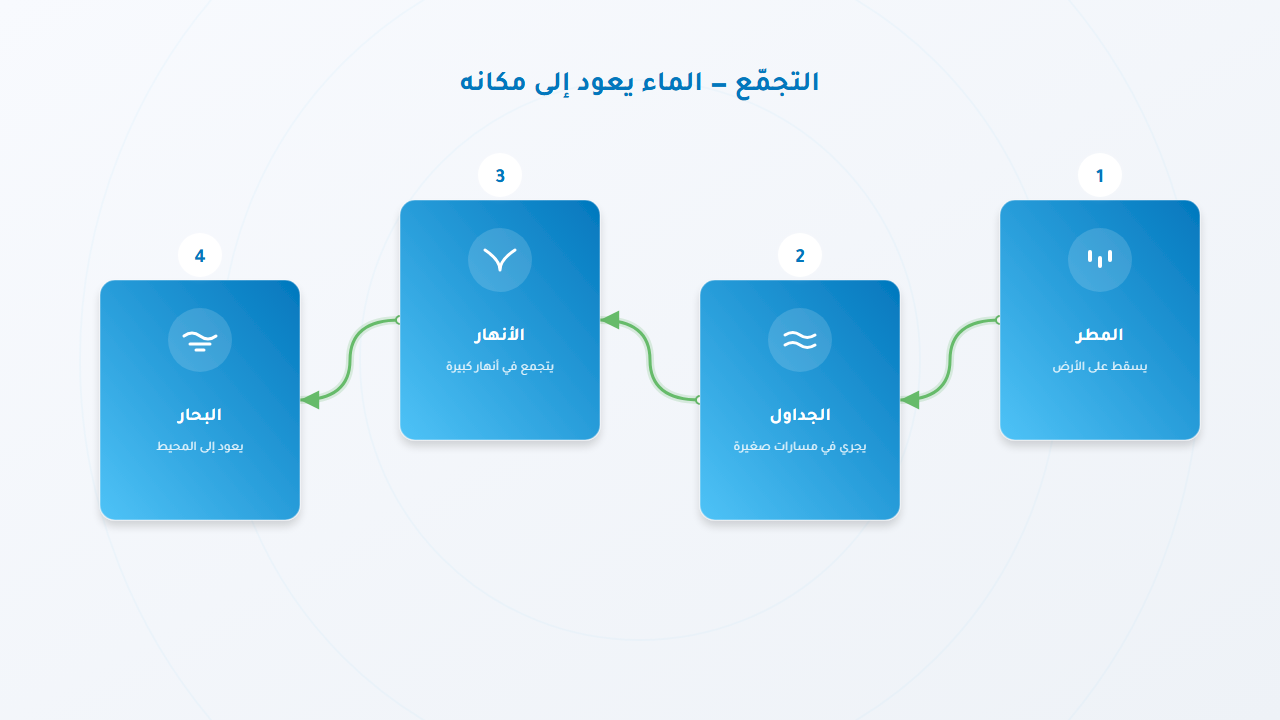 التجمّع – الماء يعود إلى مكانه
1
المطر
يسقط على الأرض
2
الجداول
يجري في مسارات صغيرة
3
الأنهار
يتجمع في أنهار كبيرة
4
البحار
يعود إلى المحيط